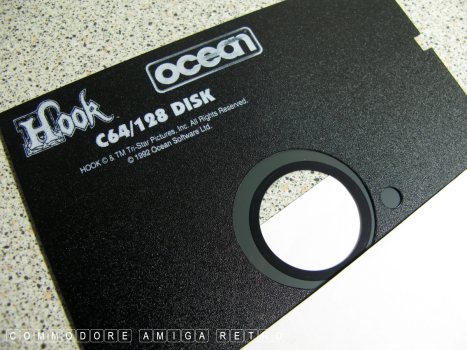 ocean
Hook™
C64/128 DISK
HOOK © & TM Tri-Star Pictures, Inc. All Rights Reserved.
© 1992 Ocean Software Ltd.
COMMODORE AMIGA RETRO